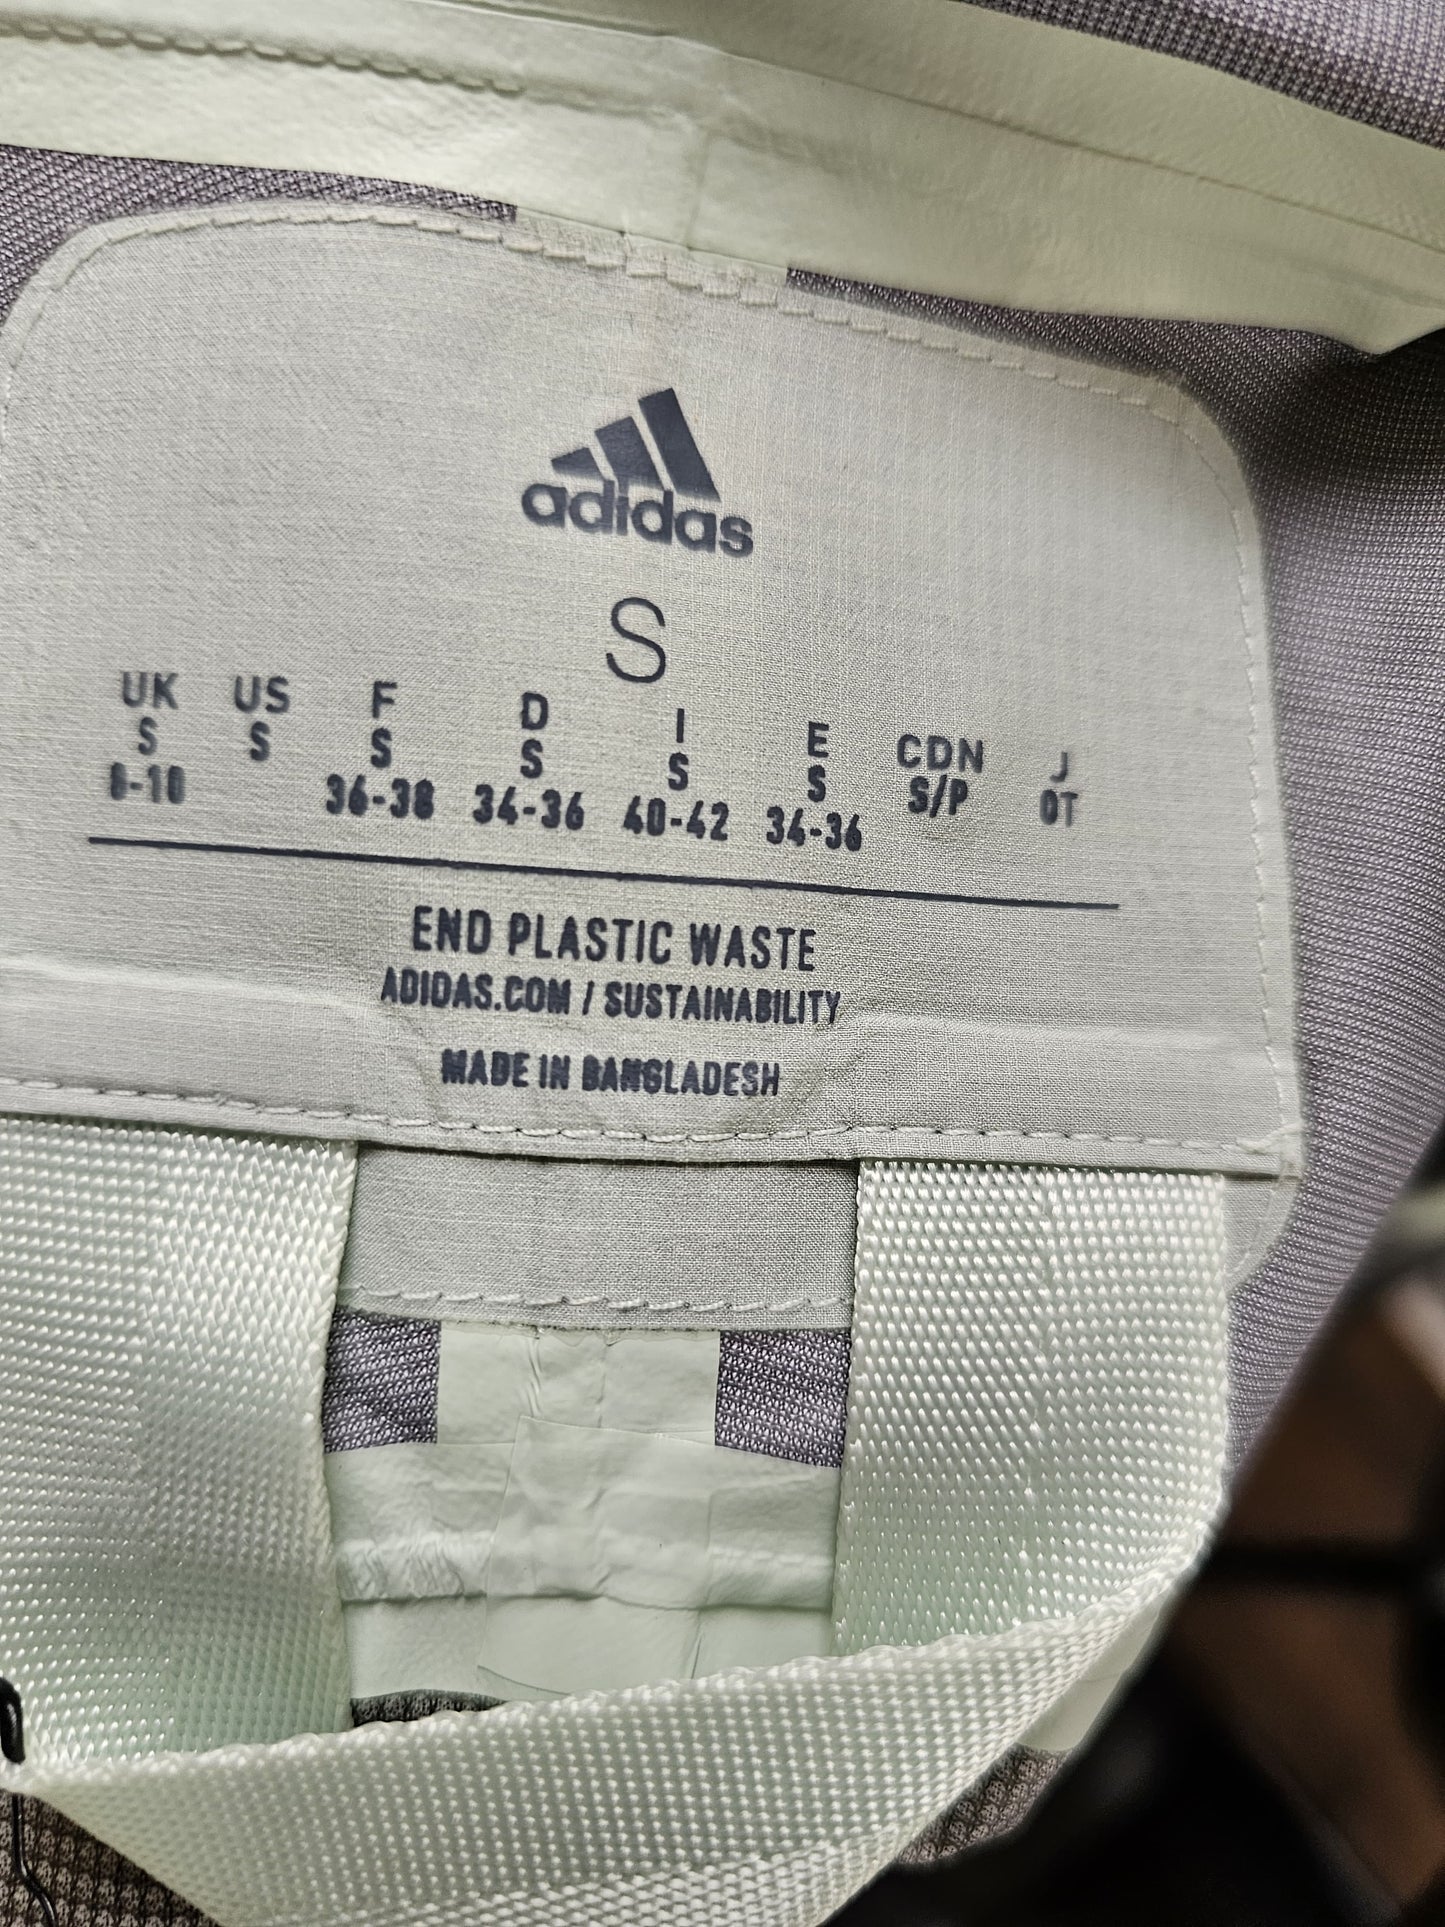 adidas
S
UK US F D I E CDN J
S S S S S S S/P OT
8-10 36-38 34-36 40-42 34-36
END PLASTIC WASTE
ADIDAS.COM / SUSTAINABILITY
MADE IN BANGLADESH